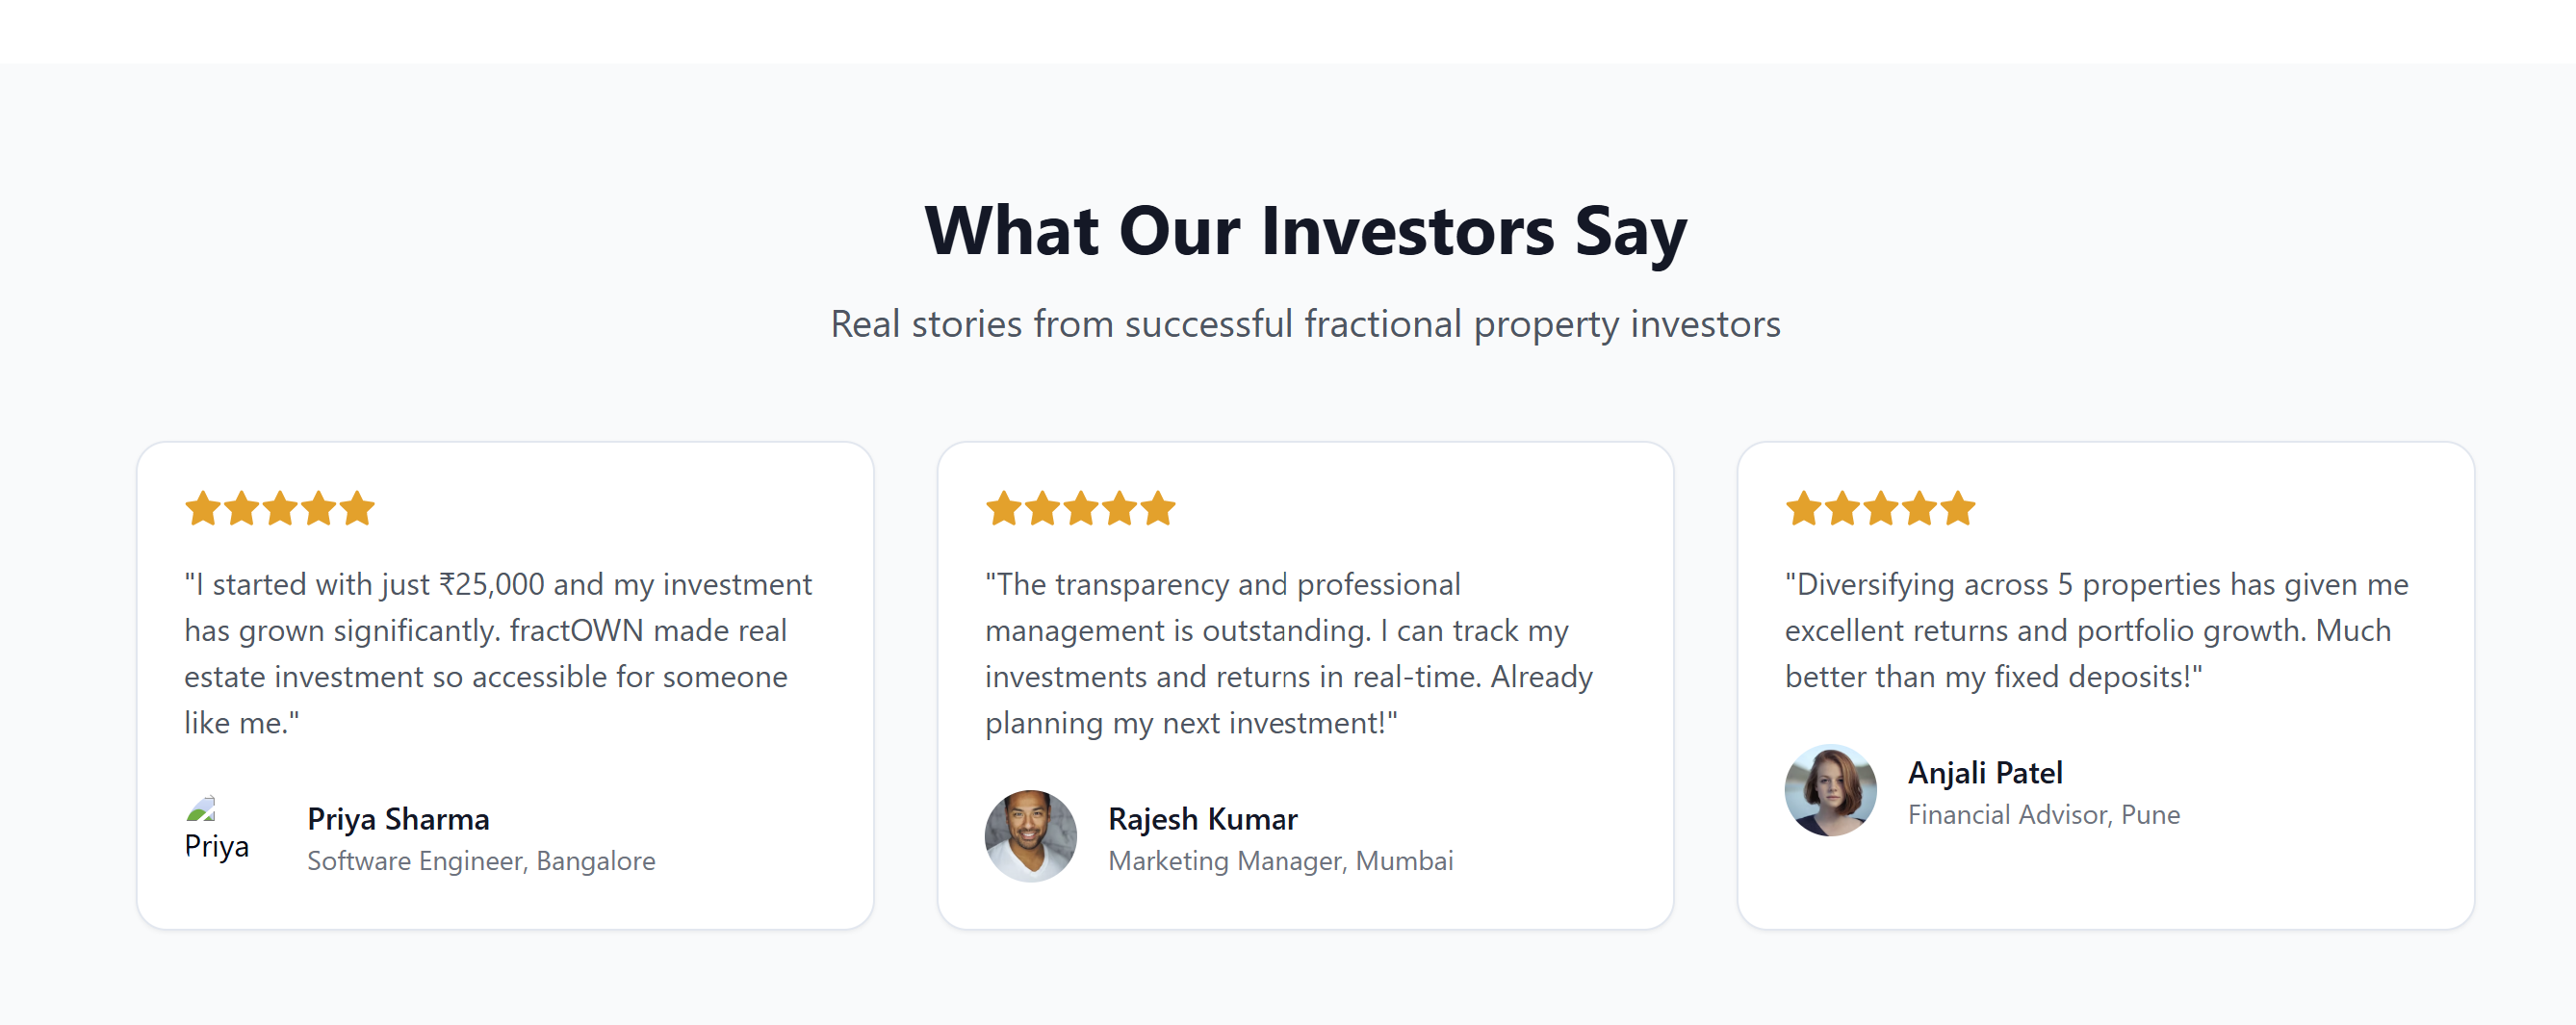 What Our Investors Say
Real stories from successful fractional property investors
"I started with just ₹25,000 and my investment
has grown significantly. fractOWN made real
estate investment so accessible for someone
like me."
Priya
Priya Sharma
Software Engineer, Bangalore
"The transparency and professional
management is outstanding. I can track my
investments and returns in real-time. Already
planning my next investment!"
Rajesh Kumar
Marketing Manager, Mumbai
"Diversifying across 5 properties has given me
excellent returns and portfolio growth. Much
better than my fixed deposits!"
Anjali Patel
Financial Advisor, Pune